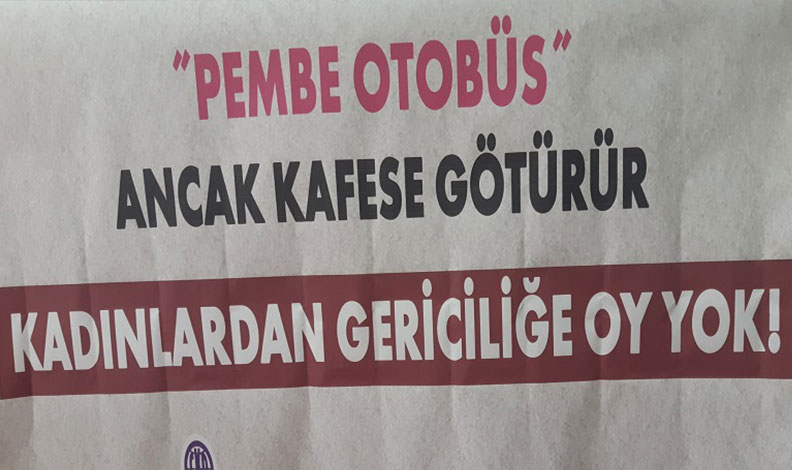 "PEMBE OTOBÜS"
ANCAK KAFESE GÖTÜRÜR
KADINLARDAN GERİCİLİĞE OY YOK!